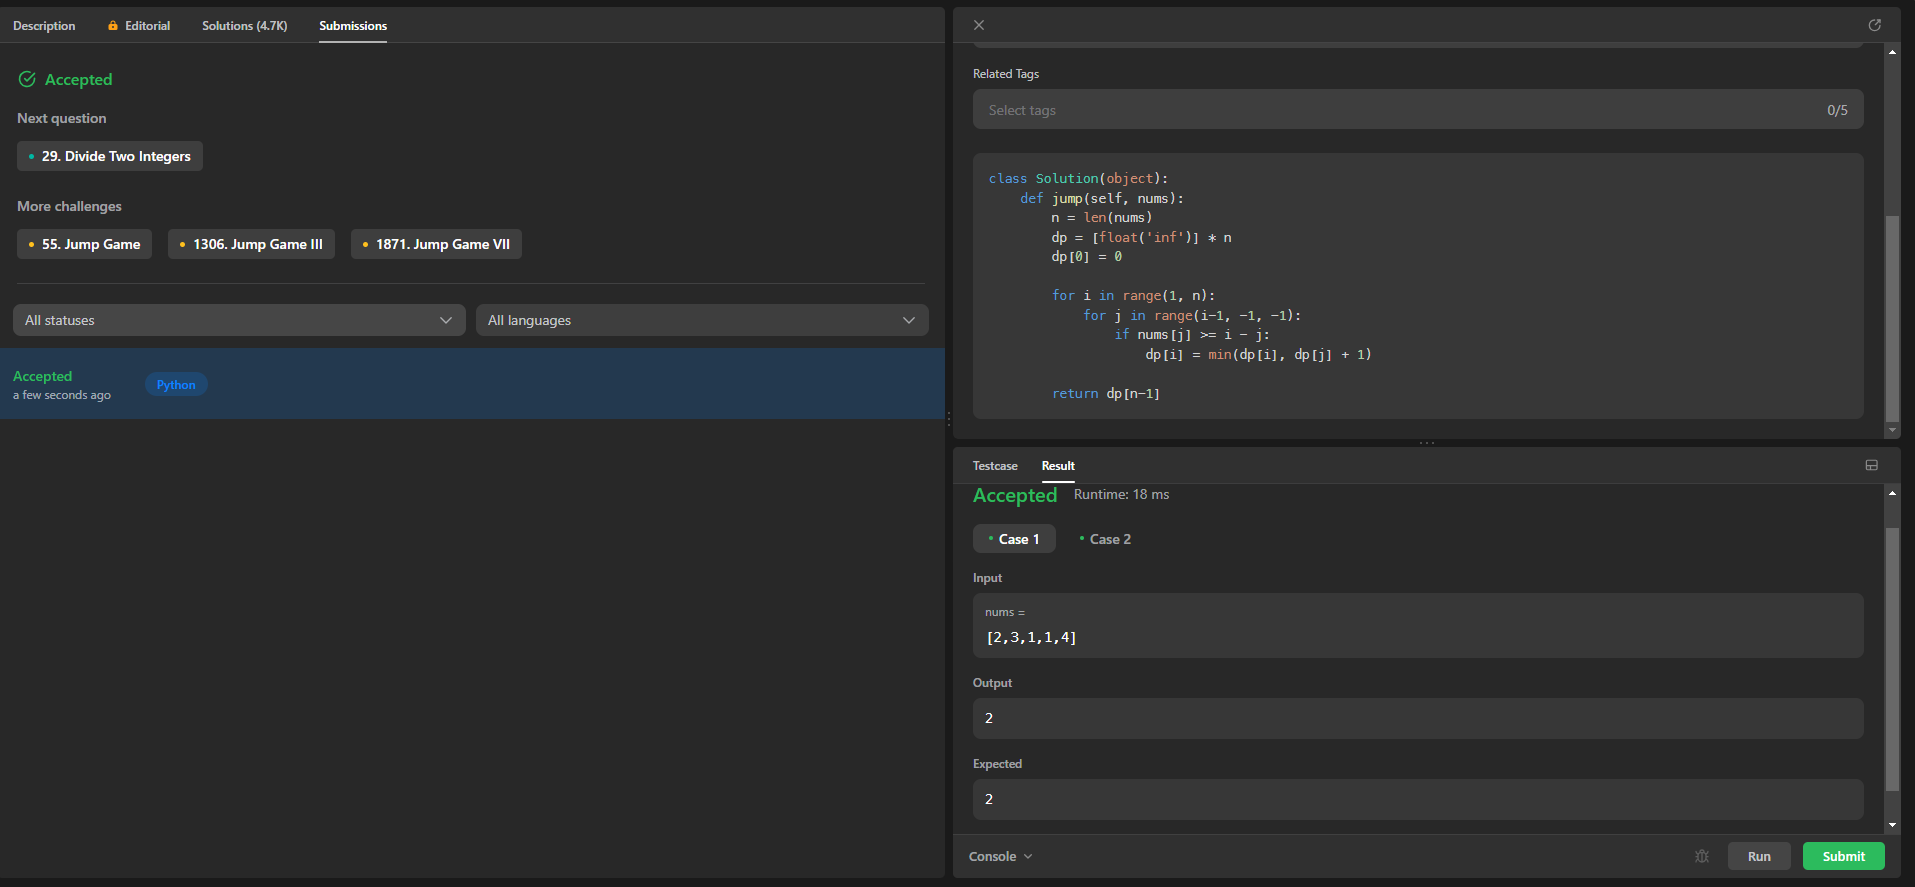 Description
Editorial
Solutions (4.7K)
Submissions
Accepted
Next question
29. Divide Two Integers
More challenges
55. Jump Game
1306. Jump Game III
1871. Jump Game VII
All statuses
All languages
Accepted
a few seconds ago
Python
Related Tags
Select tags
0/5
class Solution(object):
    def jump(self, nums):
        n = len(nums)
        dp = [float('inf')] * n
        dp[0] = 0

        for i in range(1, n):
            for j in range(i-1, -1, -1):
                if nums[j] >= i - j:
                    dp[i] = min(dp[i], dp[j] + 1)

        return dp[n-1]
Testcase
Result
Accepted
Runtime: 18 ms
Case 1
Case 2
Input
nums =
[2,3,1,1,4]
Output
2
Expected
2
Console
Run
Submit